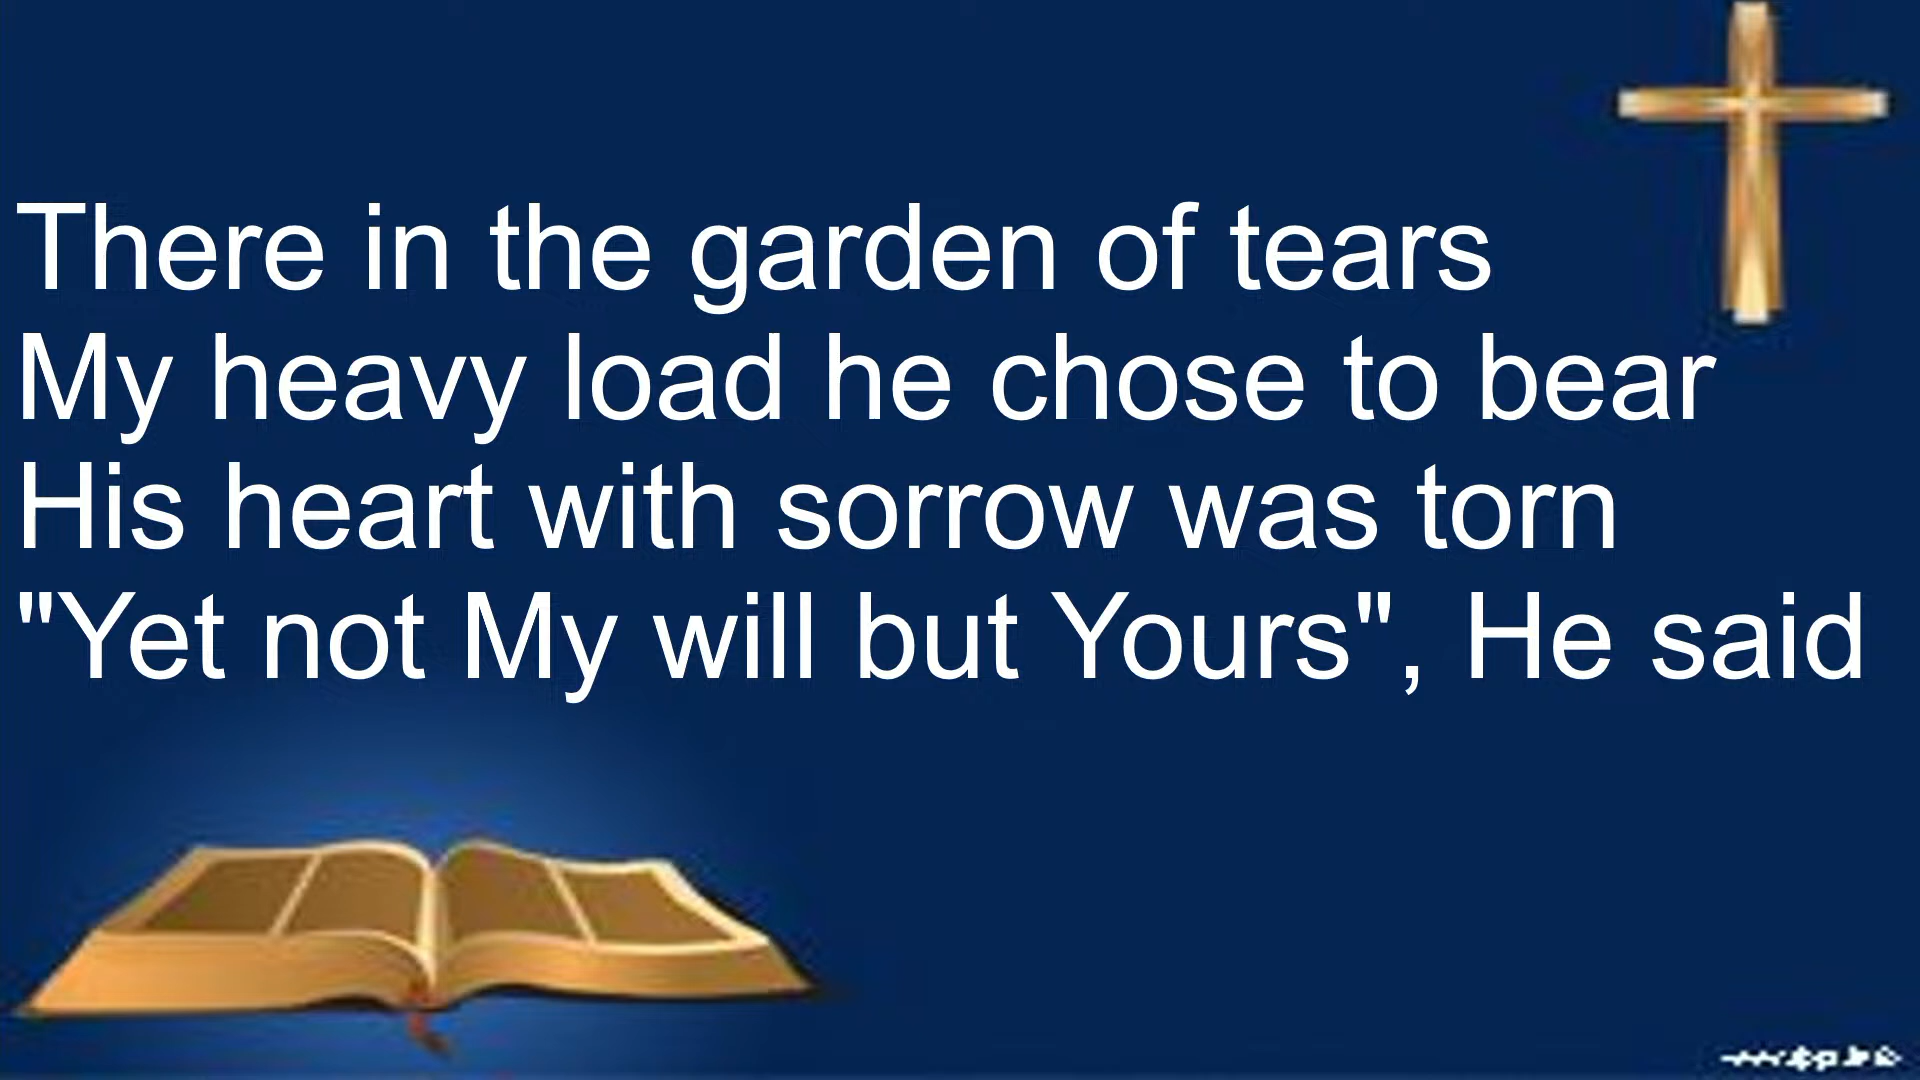 There in the garden of tears
My heavy load he chose to bear
His heart with sorrow was torn
"Yet not My will but Yours", He said